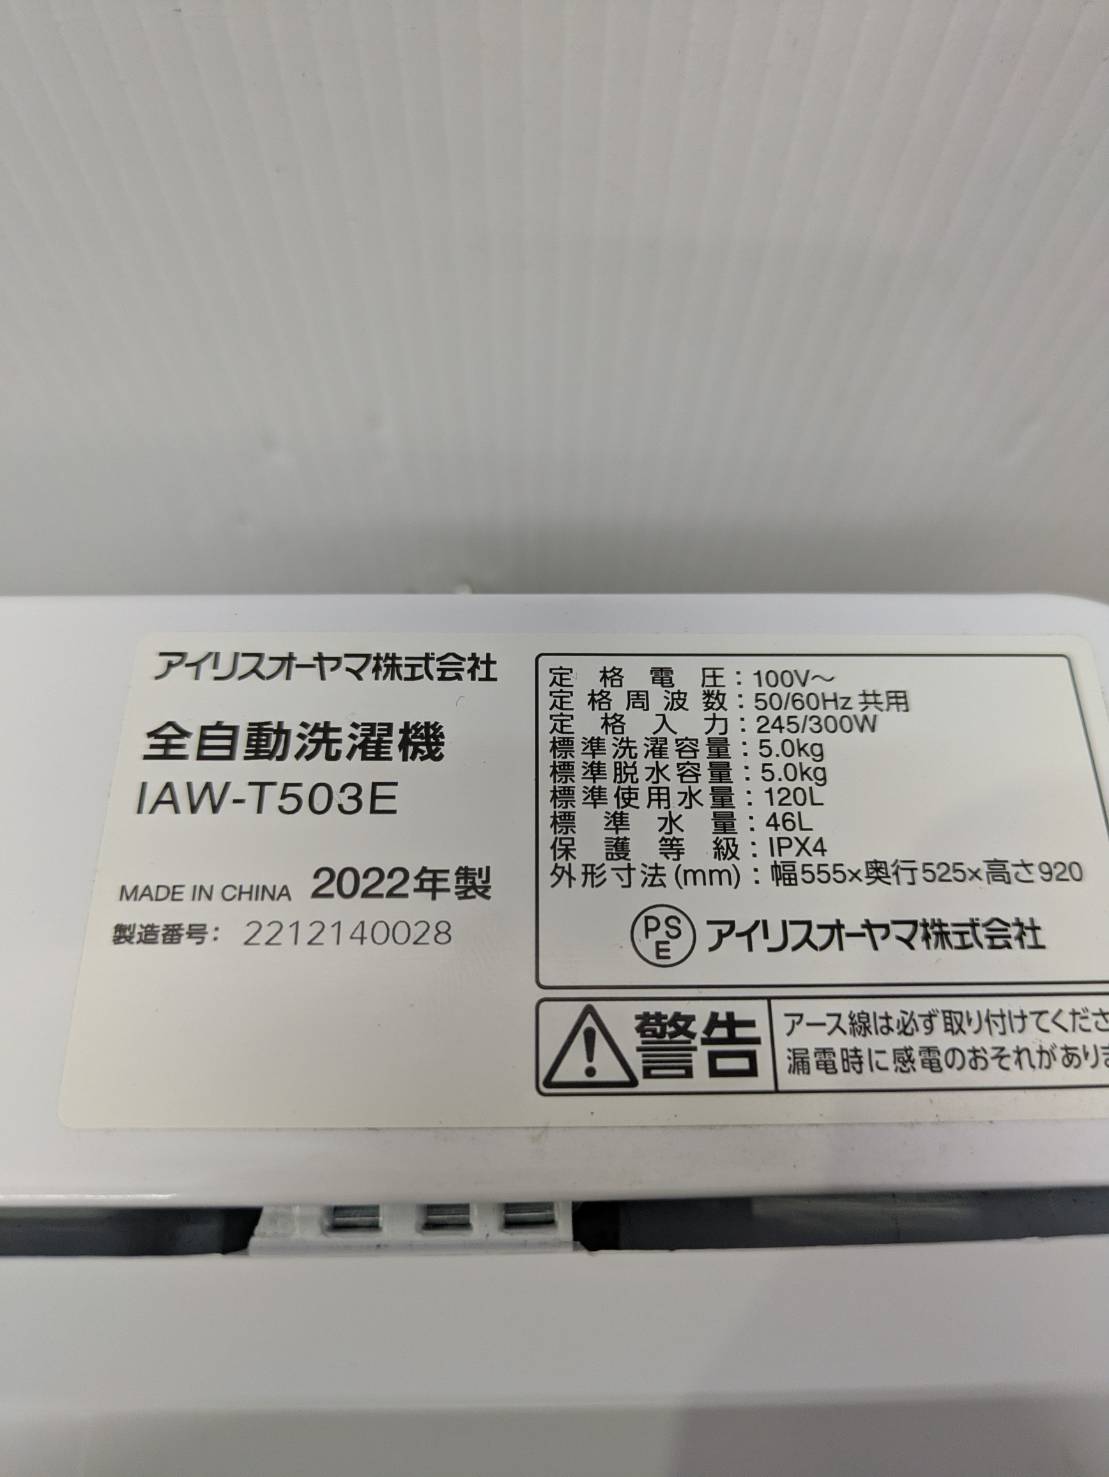 アイリスオーヤマ株式会社
全自動洗濯機
IAW-T503E
MADE IN CHINA 2022年製
製造番号: 2212140028
定格電圧:100V～
定格周波数:50/60Hz 共用
定格入力:245/300W
標準洗濯容量:5.0kg
標準脱水容量:5.0kg
標準使用水量:120L
標準水量:46L
保護等級:IPX4
外形寸法(mm):幅555×奥行525×高さ920
PSE アイリスオーヤマ株式会社
警告
アース線は必ず取り付けてくださ
漏電時に感電のおそれがありま